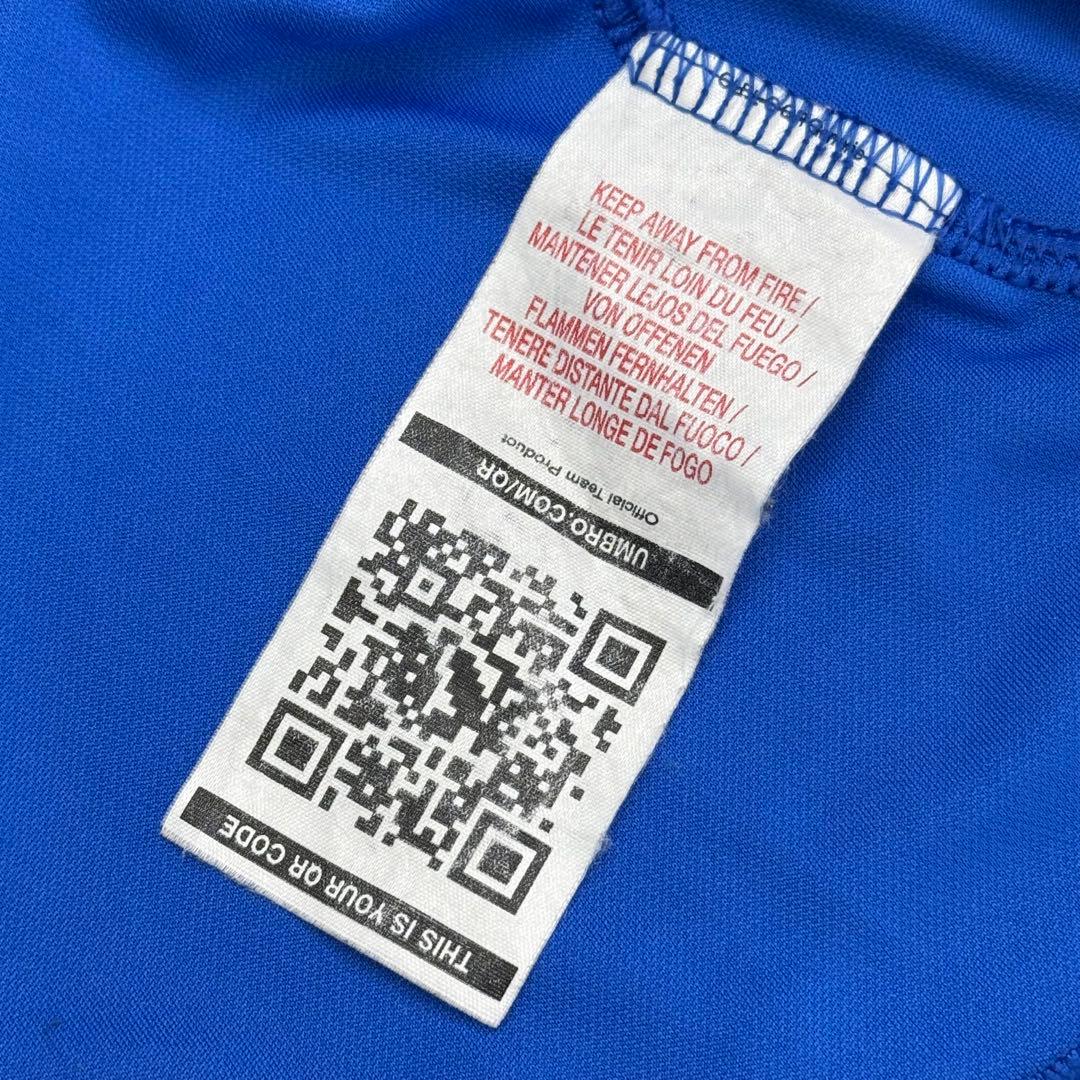 KEEP AWAY FROM FIRE /
LE TENIR LOIN DU FEU /
MANTENER LEJOS DEL FUEGO /
VON OFFENEN
FLAMMEN FERNHALTEN /
TENERE DISTANTE DAL FUOCO /
MANTER LONGE DE FOGO
Official Team Product
UMBRO.COM/QR
THIS IS YOUR QR CODE